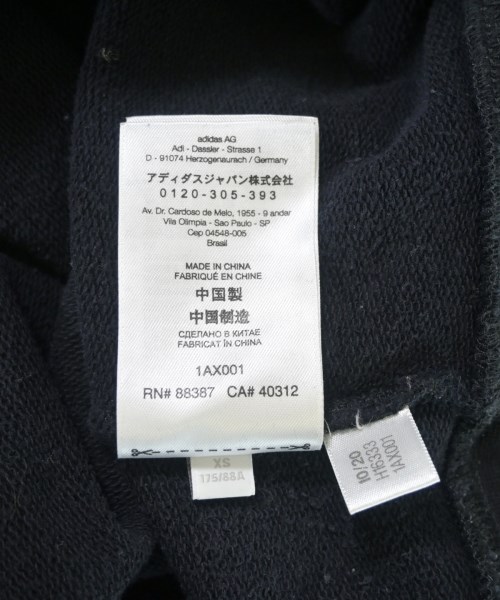 adidas AG
Adi - Dassler - Strasse 1
D - 91074 Herzogenaurach / Germany
アディダスジャパン株式会社
0120-305-393
Av. Dr. Cardoso de Melo, 1955 - 9 andar
Vila Olimpia - Sao Paulo - SP
Cep 04548-005
Brasil
MADE IN CHINA
FABRIQUÉ EN CHINE
中国製
中国制造
СДЕЛАНО В КИТАЕ
FABRICAT ÎN CHINA
1AX001
RN# 88387 CA# 40312
XS
175/88A
10/20
H16333
1AX001